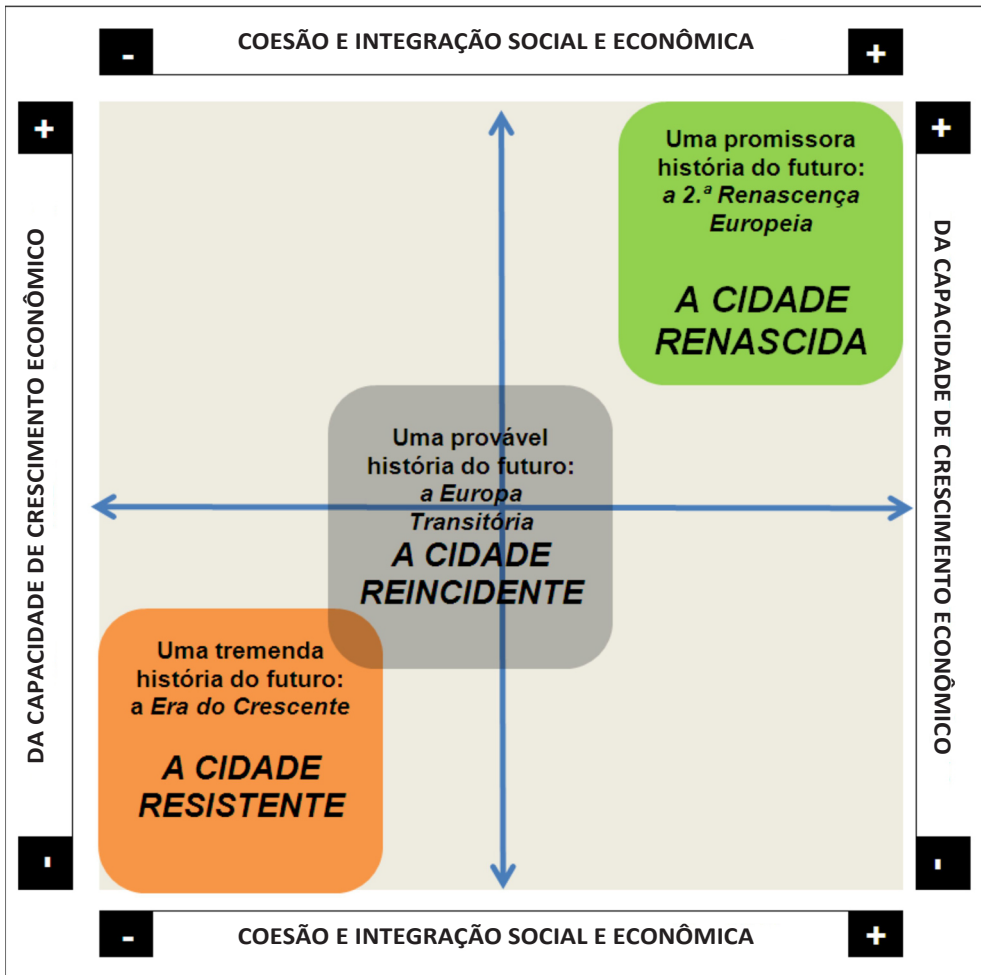 -
COESÃO E INTEGRAÇÃO SOCIAL E ECONÔMICA
+
+
+
DA CAPACIDADE DE CRESCIMENTO ECONÔMICO
Uma promissora
história do futuro:
a 2.ª Renascença
Europeia
A CIDADE
RENASCIDA
DA CAPACIDADE DE CRESCIMENTO ECONÔMICO
Uma provável
história do futuro:
a Europa
Transitória
A CIDADE
REINCIDENTE
Uma tremenda
história do futuro:
a Era do Crescente
A CIDADE
RESISTENTE
-
-
-
COESÃO E INTEGRAÇÃO SOCIAL E ECONÔMICA
+